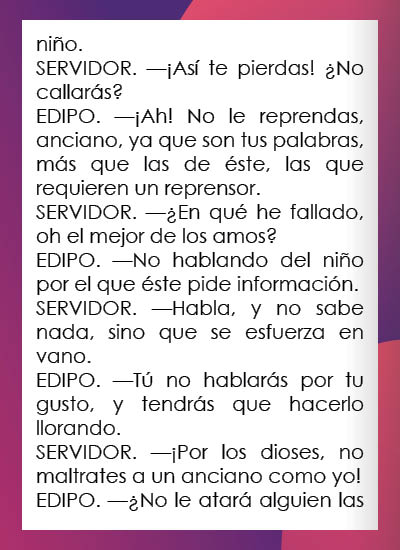 niño.
SERVIDOR. —¡Así te pierdas! ¿No
callarás?
EDIPO. —¡Ah! No le reprendas,
anciano, ya que son tus palabras,
más que las de éste, las que
requieren un reprensor.
SERVIDOR. —¿En qué he fallado,
oh el mejor de los amos?
EDIPO. —No hablando del niño
por el que éste pide información.
SERVIDOR. —Habla, y no sabe
nada, sino que se esfuerza en
vano.
EDIPO. —Tú no hablarás por tu
gusto, y tendrás que hacerlo
llorando.
SERVIDOR. —¡Por los dioses, no
maltrates a un anciano como yo!
EDIPO. —¿No le atará alguien las